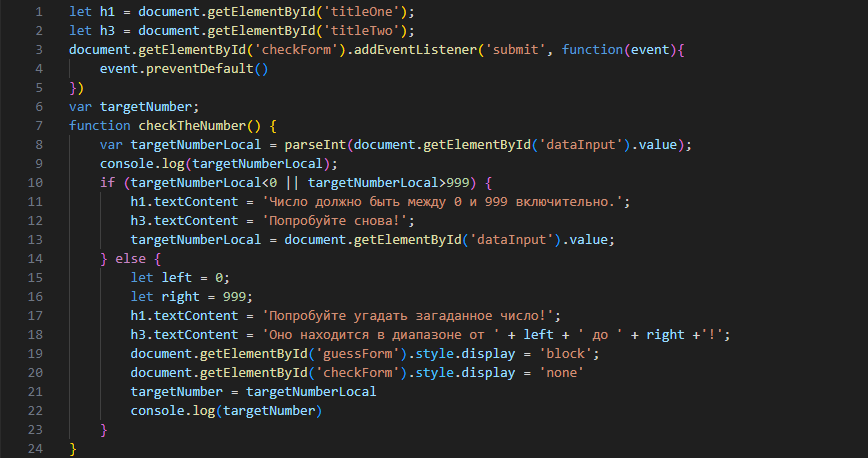 1 let h1 = document.getElementById('titleOne');
2 let h3 = document.getElementById('titleTwo');
3 document.getElementById('checkForm').addEventListener('submit', function(event){
4     event.preventDefault()
5 })
6 var targetNumber;
7 function checkTheNumber() {
8     var targetNumberLocal = parseInt(document.getElementById('dataInput').value);
9     console.log(targetNumberLocal);
10     if (targetNumberLocal<0 || targetNumberLocal>999) {
11         h1.textContent = 'Число должно быть между 0 и 999 включительно.';
12         h3.textContent = 'Попробуйте снова!';
13         targetNumberLocal = document.getElementById('dataInput').value;
14     } else {
15         let left = 0;
16         let right = 999;
17         h1.textContent = 'Попробуйте угадать загаданное число!';
18         h3.textContent = 'Оно находится в диапазоне от ' + left + ' до ' + right +'!';
19         document.getElementById('guessForm').style.display = 'block';
20         document.getElementById('checkForm').style.display = 'none'
21         targetNumber = targetNumberLocal
22         console.log(targetNumber)
23     }
24 }